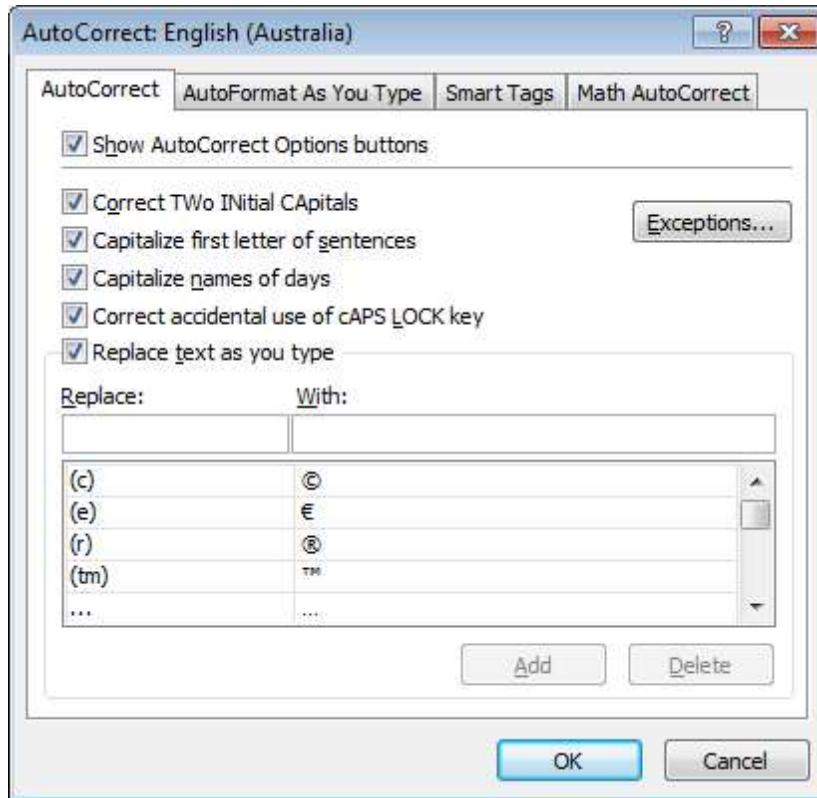 AutoCorrect: English (Australia)
AutoCorrect AutoFormat As You Type Smart Tags Math AutoCorrect
Show AutoCorrect Options buttons
Correct TWo INitial CApitals
Exceptions...
Capitalize first letter of sentences
Capitalize names of days
Correct accidental use of cAPS LOCK key
Replace text as you type
Replace: With:
(c) ©
(e) €
(r) ®
(tm) ™
... …
Add Delete
OK Cancel